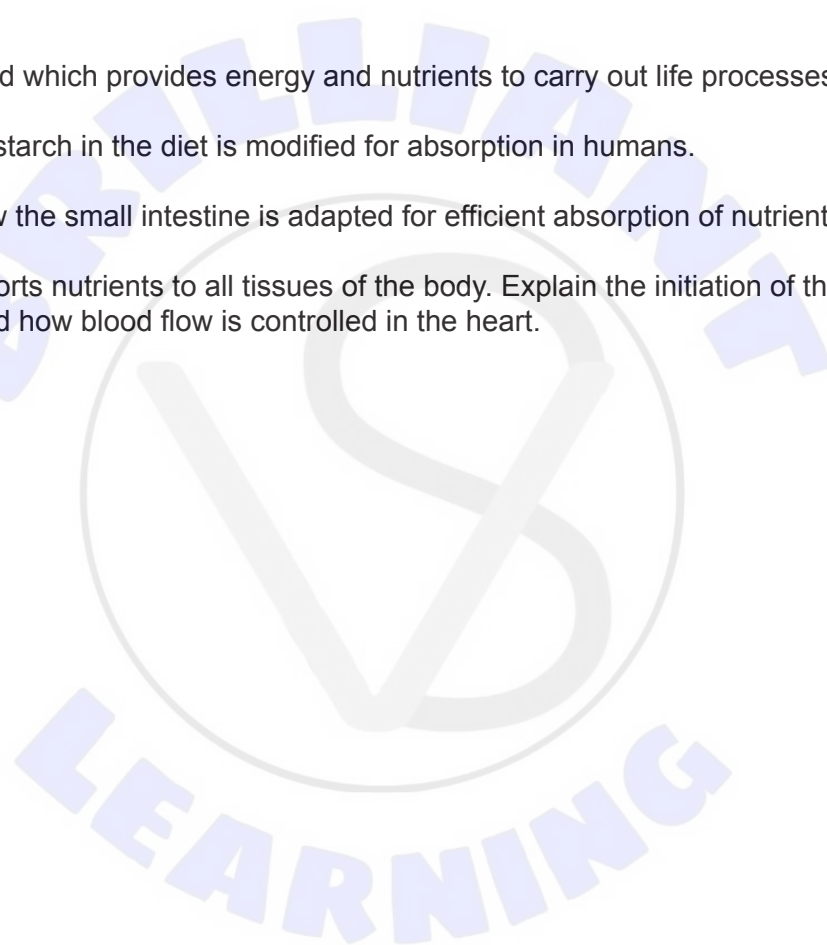 d which provides energy and nutrients to carry out life processes
starch in the diet is modified for absorption in humans.
the small intestine is adapted for efficient absorption of nutrient
orts nutrients to all tissues of the body. Explain the initiation of th
d how blood flow is controlled in the heart.
BRILLIANT
VS
LEARNING